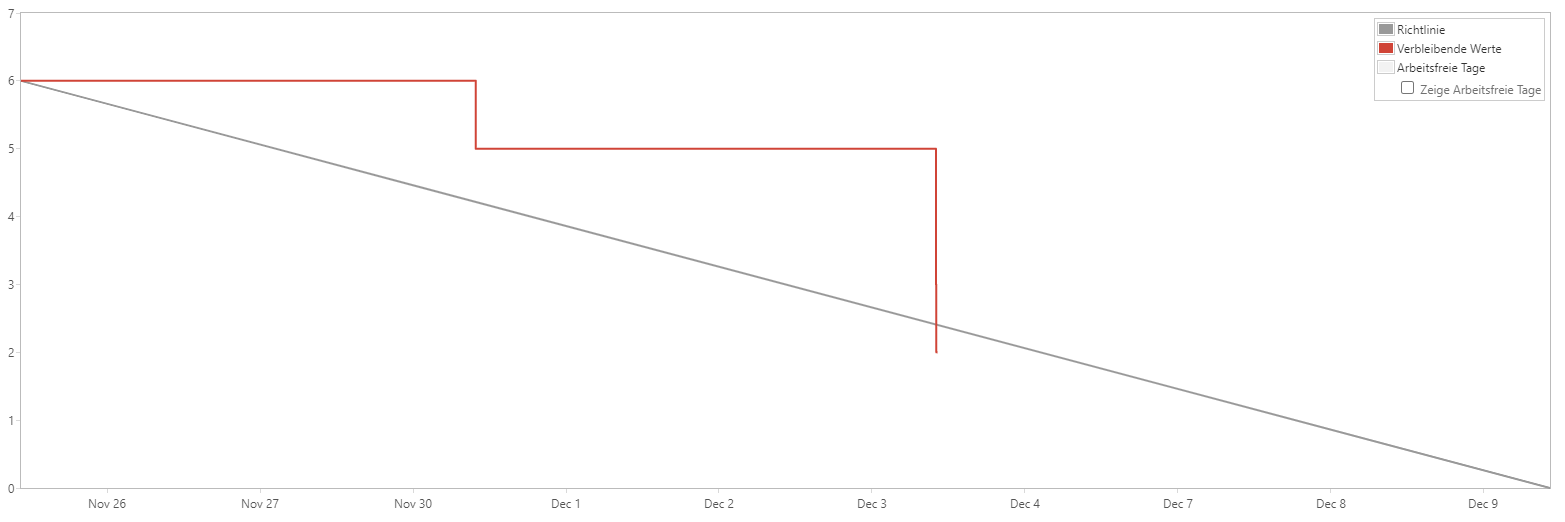 7
6
5
4
3
2
1
0
Richtlinie
Verbleibende Werte
Arbeitsfreie Tage
Zeige Arbeitsfreie Tage
Nov 26 Nov 27 Nov 30 Dec 1 Dec 2 Dec 3 Dec 4 Dec 7 Dec 8 Dec 9